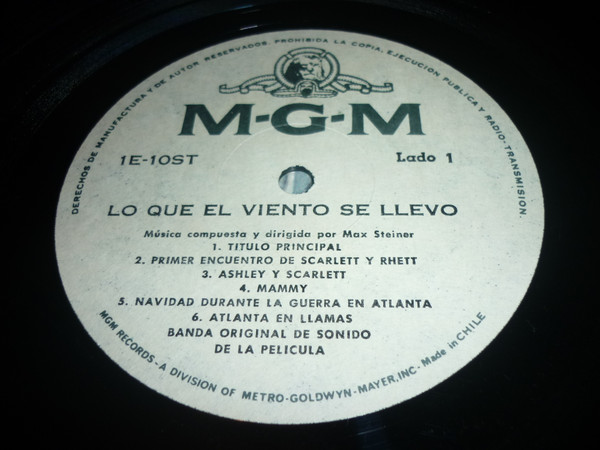 DERECHOS DE MANUFACTURA Y DE AUTOR RESERVADOS. PROHIBIDA LA COPIA, EJECUCION PUBLICA Y RADIO-TRANSMISION.
M-G-M
1E-10ST
Lado 1
LO QUE EL VIENTO SE LLEVO
Música compuesta y dirigida por Max Steiner
1. TITULO PRINCIPAL
2. PRIMER ENCUENTRO DE SCARLETT Y RHETT
3. ASHLEY Y SCARLETT
4. MAMMY
5. NAVIDAD DURANTE LA GUERRA EN ATLANTA
6. ATLANTA EN LLAMAS
BANDA ORIGINAL DE SONIDO
DE LA PELICULA
MGM RECORDS - A DIVISION OF METRO-GOLDWYN-MAYER, INC. - Made in CHILE